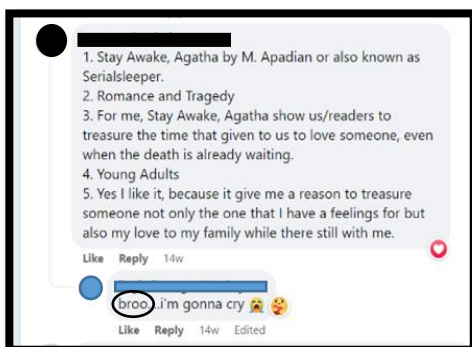 1. Stay Awake, Agatha by M. Apadian or also known as
Serialsleeper.
2. Romance and Tragedy
3. For me, Stay Awake, Agatha show us/readers to
treasure the time that given to us to love someone, even
when the death is already waiting.
4. Young Adults
5. Yes I like it, because it give me a reason to treasure
someone not only the one that I have a feelings for but
also my love to my family while there still with me.
Like Reply 14w
broo...i'm gonna cry 😭 🥰
Like Reply 14w Edited